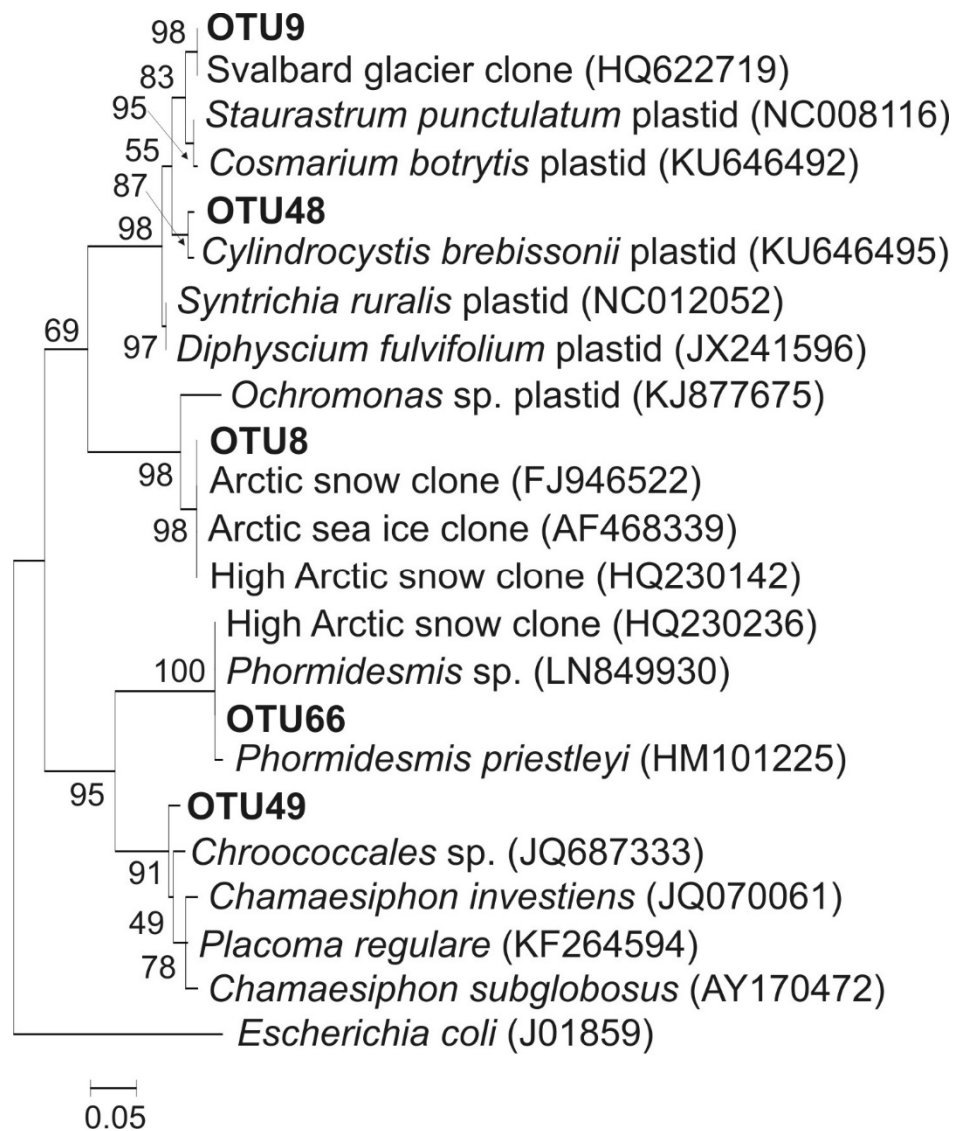 98
OTU9
Svalbard glacier clone (HQ622719)
83
Staurastrum punctulatum plastid (NC008116)
95
Cosmarium botrytis plastid (KU646492)
55
87
OTU48
98
Cylindrocystis brebissonii plastid (KU646495)
Syntrichia ruralis plastid (NC012052)
69
97
Diphyscium fulvifolium plastid (JX241596)
Ochromonas sp. plastid (KJ877675)
OTU8
98
Arctic snow clone (FJ946522)
98
Arctic sea ice clone (AF468339)
High Arctic snow clone (HQ230142)
High Arctic snow clone (HQ230236)
100
Phormidesmis sp. (LN849930)
OTU66
Phormidesmis priestleyi (HM101225)
95
OTU49
Chroococcales sp. (JQ687333)
91
Chamaesiphon investiens (JQ070061)
49
Placoma regulare (KF264594)
78
Chamaesiphon subglobosus (AY170472)
Escherichia coli (J01859)
0.05